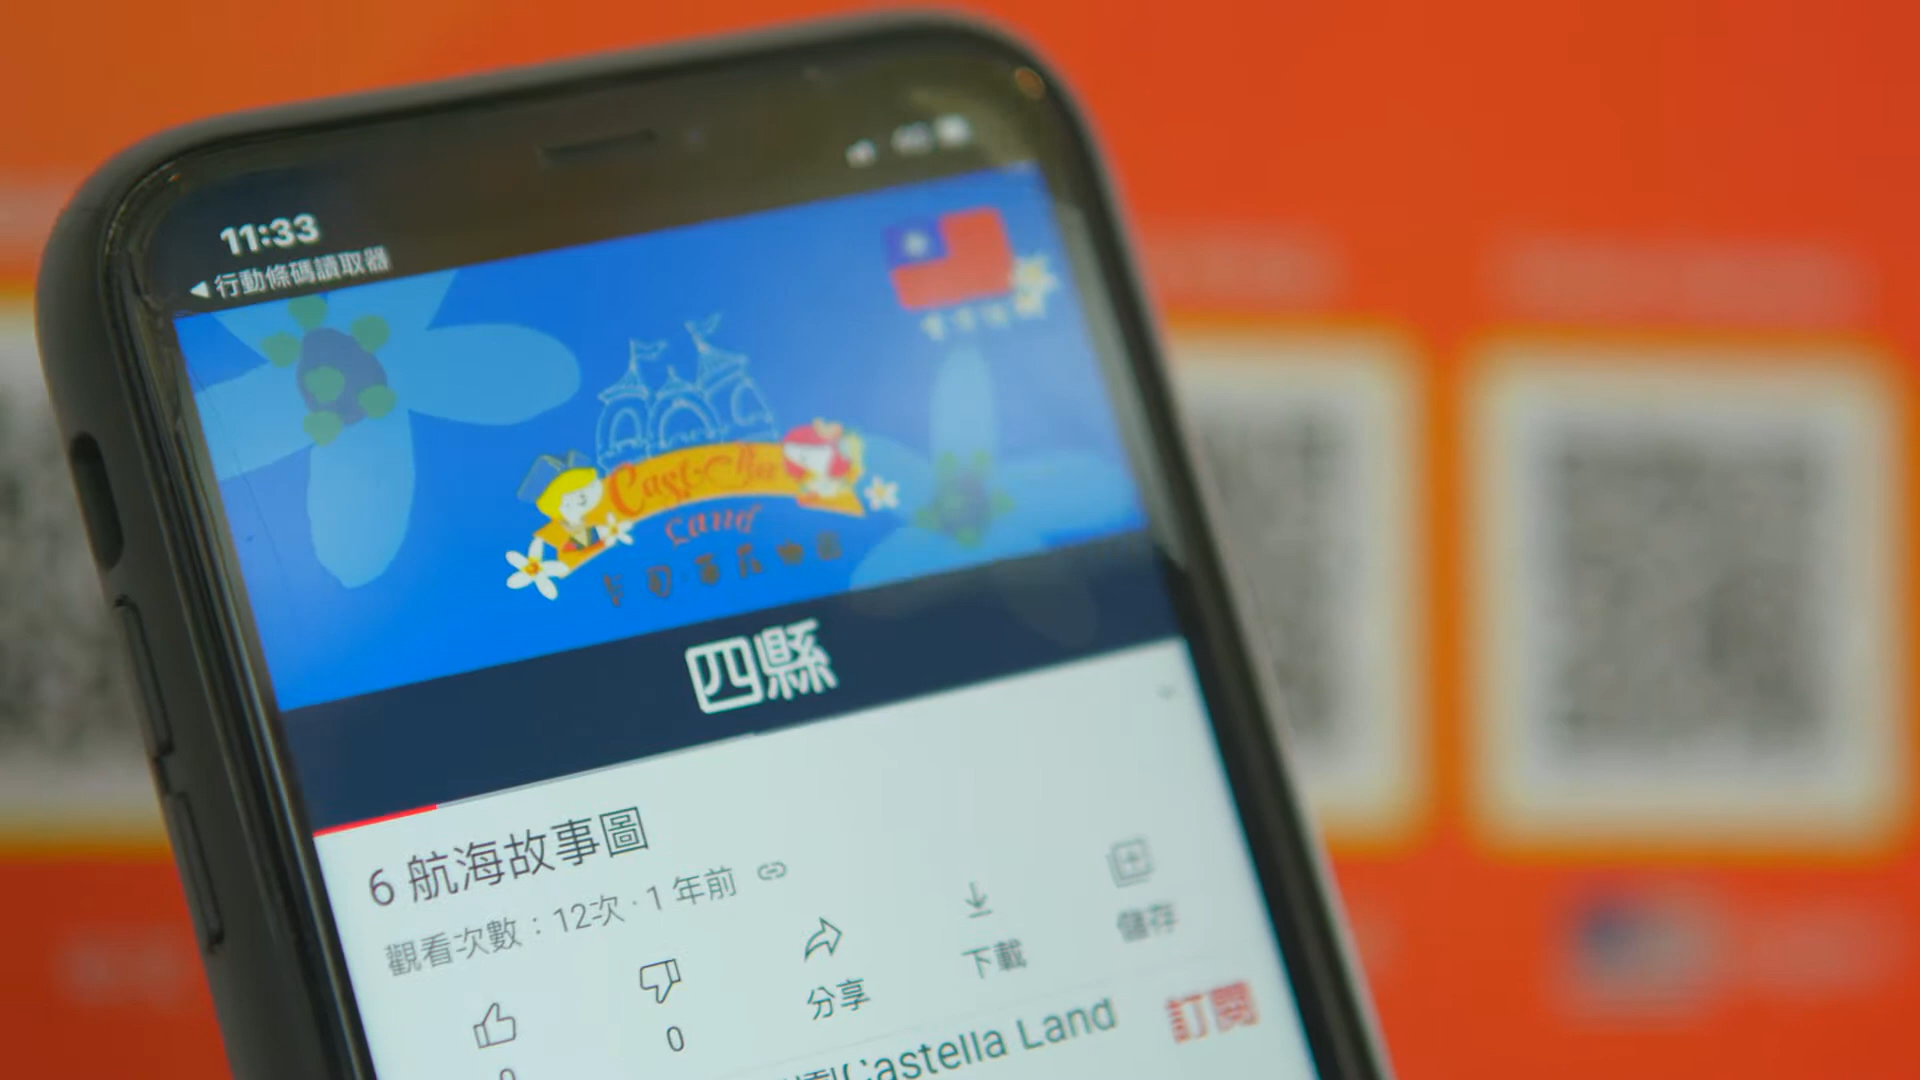 11:33
◀ 行動條碼讀取器
Land
四縣
6 航海故事圖
觀看次數：12次 · 1 年前
0
分享
下載
儲存
Castella Land
訂閱